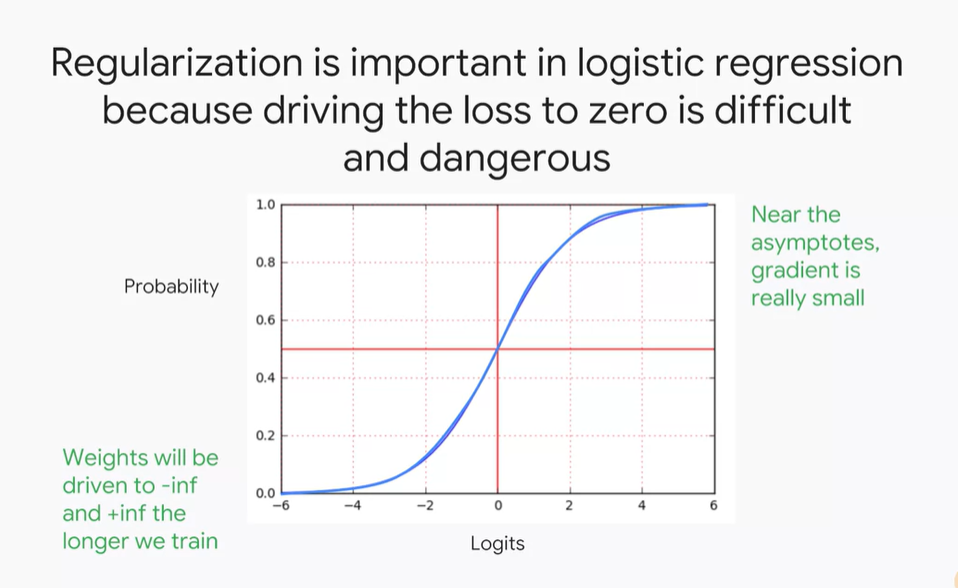 Regularization is important in logistic regression
because driving the loss to zero is difficult
and dangerous
1.0
0.8
0.6
0.4
0.2
0.0
Probability
Near the
asymptotes,
gradient is
really small
Weights will be
driven to -inf
and +inf the
longer we train
−6 −4 −2 0 2 4 6
Logits